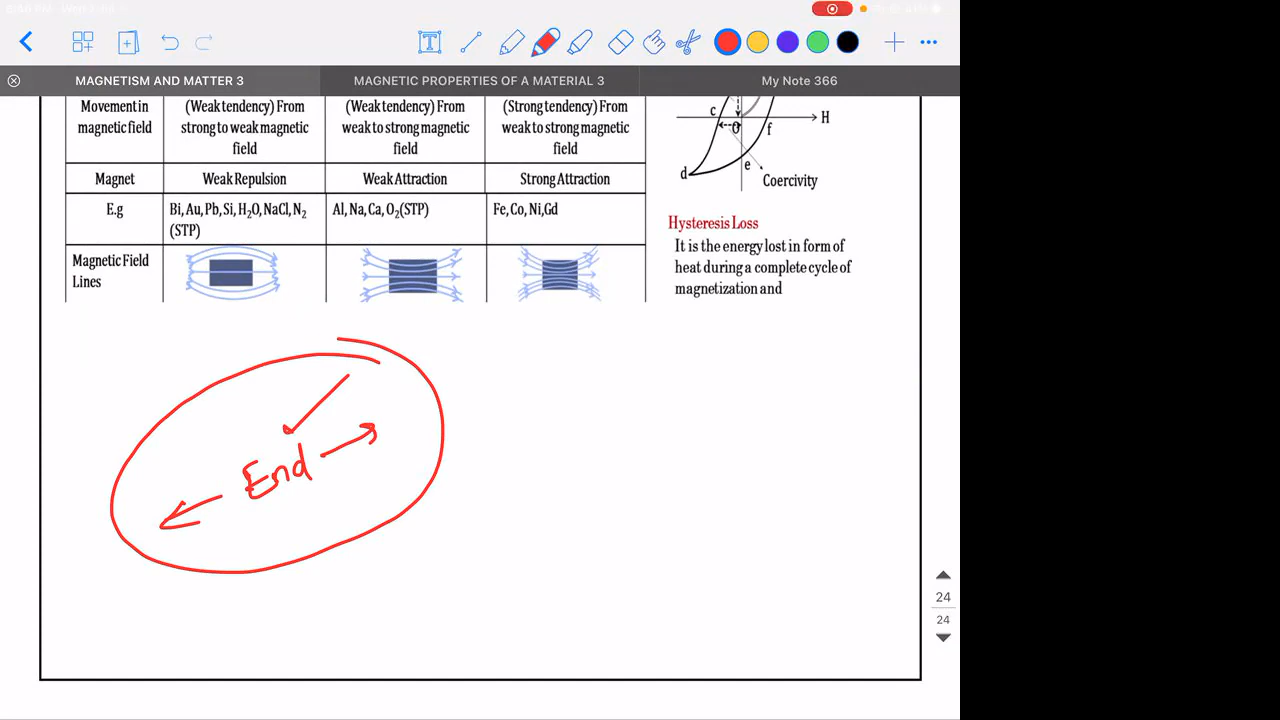 MAGNETISM AND MATTER 3
MAGNETIC PROPERTIES OF A MATERIAL 3
My Note 366
Movement in
magnetic field
(Weak tendency) From
strong to weak magnetic
field
(Weak tendency) From
weak to strong magnetic
field
(Strong tendency) From
weak to strong magnetic
field
Magnet
Weak Repulsion
Weak Attraction
Strong Attraction
E.g
Bi, Au, Pb, Si, H₂O, NaCl, N₂
(STP)
Al, Na, Ca, O₂(STP)
Fe, Co, Ni,Gd
Magnetic Field
Lines
c
O
f
H
d
e
Coercivity
Hysteresis Loss
It is the energy lost in form of
heat during a complete cycle of
magnetization and
End
24
24